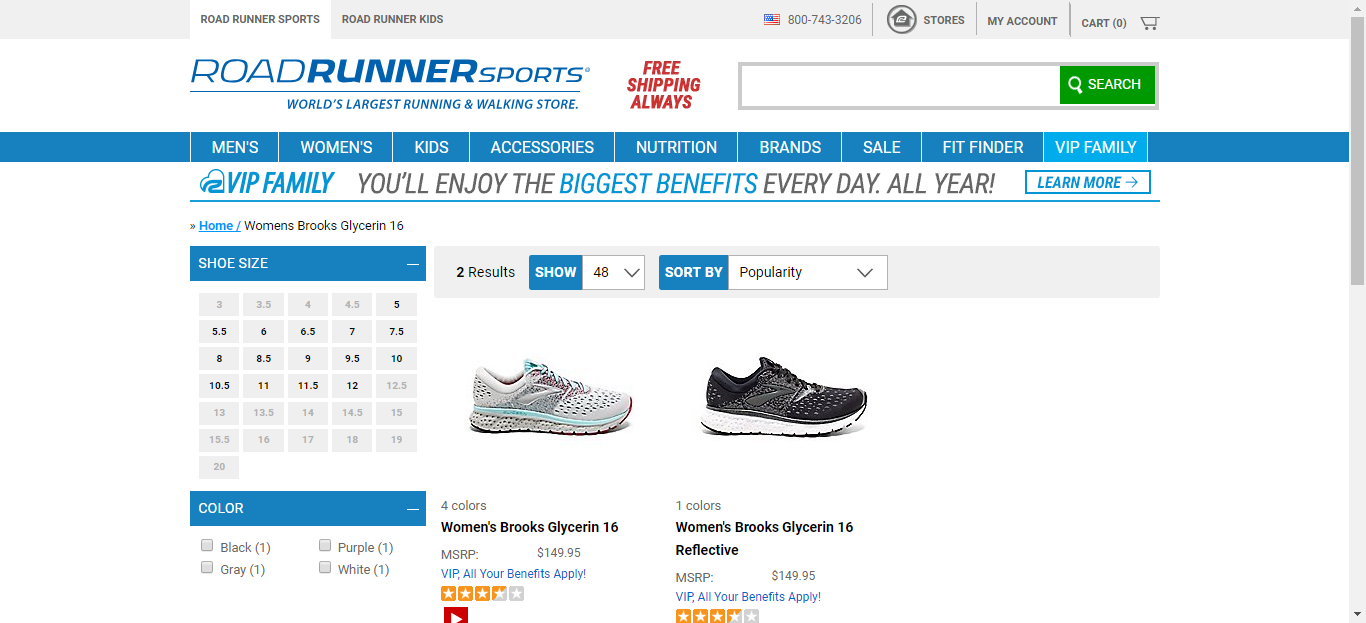 ROAD RUNNER SPORTS
ROAD RUNNER KIDS
800-743-3206
STORES
MY ACCOUNT
CART (0)
ROADRUNNERSPORTS®
WORLD'S LARGEST RUNNING & WALKING STORE.
FREE
SHIPPING
ALWAYS
SEARCH
MEN'S
WOMEN'S
KIDS
ACCESSORIES
NUTRITION
BRANDS
SALE
FIT FINDER
VIP FAMILY
VIP FAMILY YOU'LL ENJOY THE BIGGEST BENEFITS EVERY DAY. ALL YEAR! LEARN MORE →
» Home / Womens Brooks Glycerin 16
SHOE SIZE
3 3.5 4 4.5 5
5.5 6 6.5 7 7.5
8 8.5 9 9.5 10
10.5 11 11.5 12 12.5
13 13.5 14 14.5 15
15.5 16 17 18 19
20
COLOR
Black (1) Purple (1)
Gray (1) White (1)
2 Results SHOW 48 SORT BY Popularity
4 colors
Women's Brooks Glycerin 16
MSRP: $149.95
VIP, All Your Benefits Apply!
1 colors
Women's Brooks Glycerin 16
Reflective
MSRP: $149.95
VIP, All Your Benefits Apply!